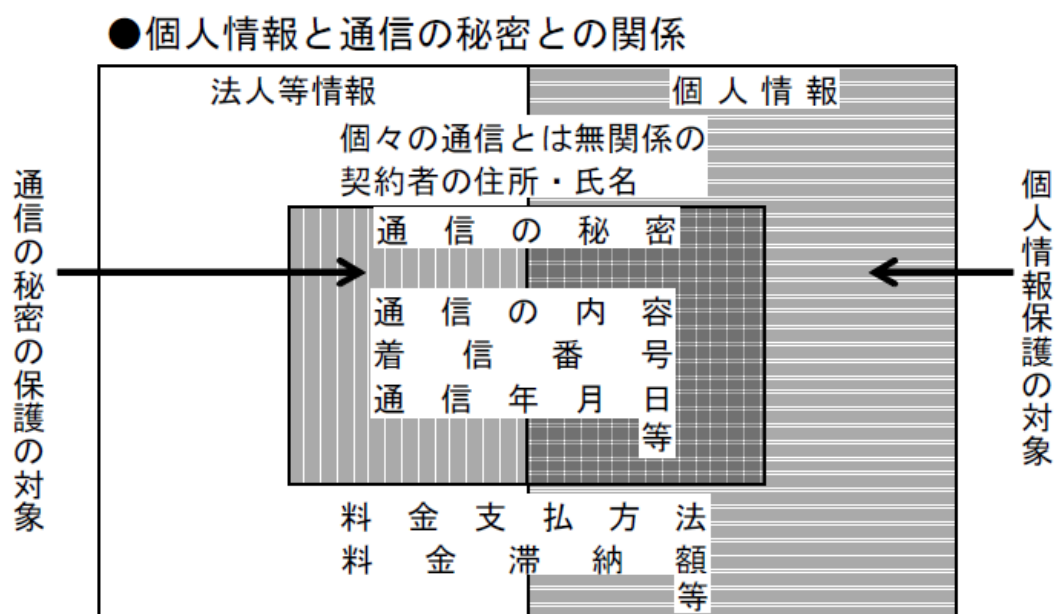 ●個人情報と通信の秘密との関係
法人等情報
個人情報
個々の通信とは無関係の
契約者の住所・氏名
通信の秘密の保護の対象
通信の秘密
通信の内容
着信番号
通信年月日
等
個人情報保護の対象
料金支払方法
料金滞納額
等